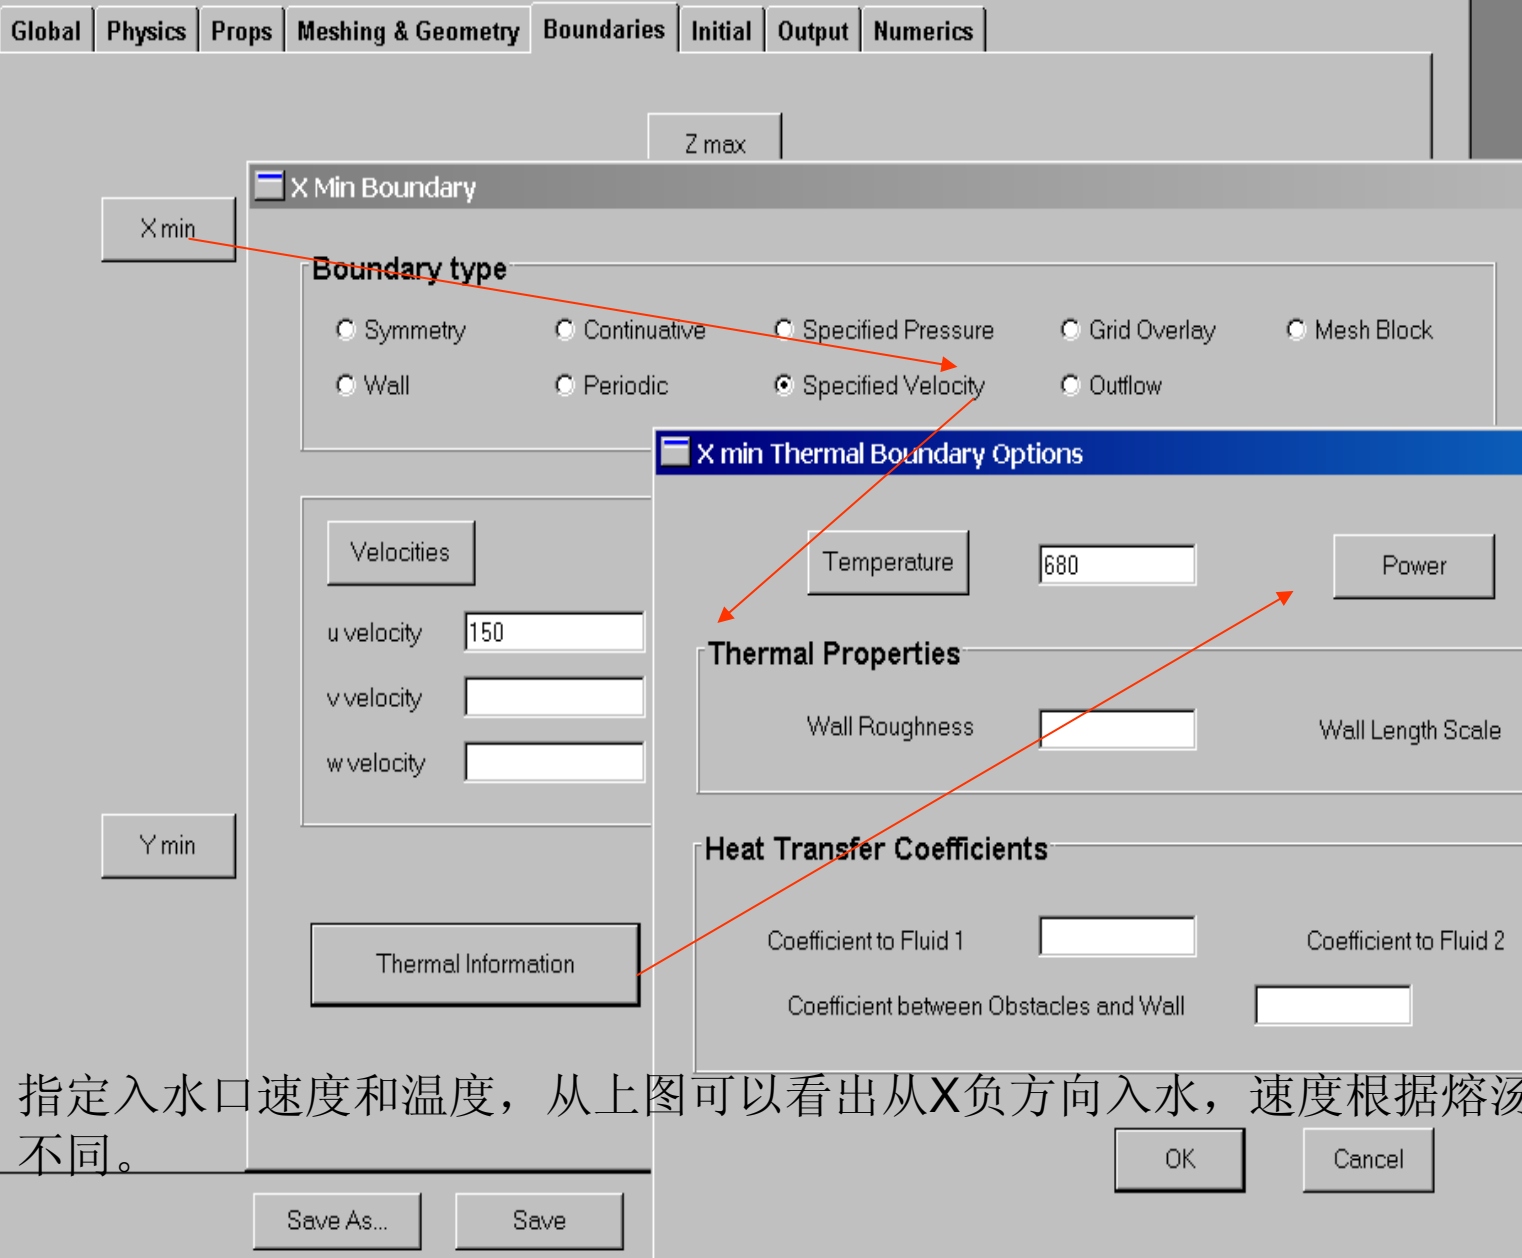 Global Physics Props Meshing & Geometry Boundaries Initial Output Numerics
Z max
X Min Boundary
X min
Boundary type
Symmetry Continuative Specified Pressure Grid Overlay Mesh Block
Wall Periodic Specified Velocity Outflow
X min Thermal Boundary Options
Velocities
Temperature 680 Power
u velocity 150
Thermal Properties
v velocity
Wall Roughness Wall Length Scale
w velocity
Y min
Heat Transfer Coefficients
Coefficient to Fluid 1 Coefficient to Fluid 2
Thermal Information
Coefficient between Obstacles and Wall
指定入水口速度和温度，从上图可以看出从X负方向入水，速度根据熔汤
不同。
OK Cancel
Save As... Save